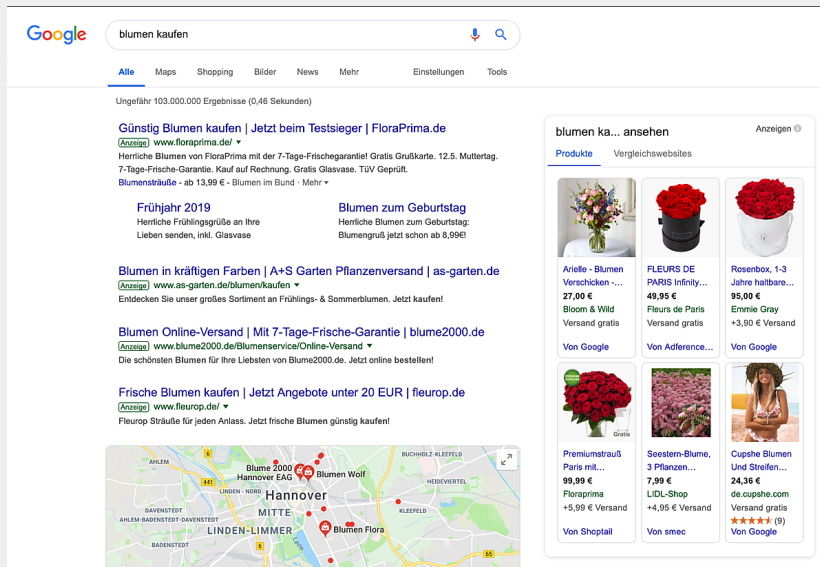 Google
blumen kaufen
Alle Maps Shopping Bilder News Mehr Einstellungen Tools
Ungefähr 103.000.000 Ergebnisse (0,46 Sekunden)
Günstig Blumen kaufen | Jetzt beim Testsieger | FloraPrima.de
Anzeige www.floraprima.de/
Herrliche Blumen von FloraPrima mit der 7-Tage-Frischegarantie! Gratis Grußkarte. 12.5. Muttertag.
7-Tage-Frische-Garantie. Kauf auf Rechnung. Gratis Glasvase. TüV Geprüft.
Blumensträuße - ab 13,99 € - Blumen im Bund · Mehr
Frühjahr 2019
Herrliche Frühlingsgrüße an Ihre
Lieben senden, inkl. Glasvase
Blumen zum Geburtstag
Herrliche Blumen zum Geburtstag:
Blumengruß jetzt schon ab 8,99€!
Blumen in kräftigen Farben | A+S Garten Pflanzenversand | as-garten.de
Anzeige www.as-garten.de/blumen/kaufen
Entdecken Sie unser großes Sortiment an Frühlings- & Sommerblumen. Jetzt kaufen!
Blumen Online-Versand | Mit 7-Tage-Frische-Garantie | blume2000.de
Anzeige www.blume2000.de/Blumenservice/Online-Versand
Die schönsten Blumen für Ihre Liebsten von Blume2000.de. Jetzt online bestellen!
Frische Blumen kaufen | Jetzt Angebote unter 20 EUR | fleurop.de
Anzeige www.fleurop.de/
Fleurop Sträuße für jeden Anlass. Jetzt frische Blumen günstig kaufen!
6
BUCHHOLZ-KLEEFELD
AHLEM
Blume 2000
Hannover EAG
Blumen Wolf
HEIDEVIERTEL
441
LINDEN - NORD
Hannover
DAVENSTEDT
MITTE
KLEEFELD
AHLEM-BADENSTEDT-DAVENSTEDT
LINDEN-LIMMER
Blumen Flora
BADENSTEDT
6
Leine
65
blumen ka... ansehen
Anzeigen
Produkte Vergleichswebsites
Arielle - Blumen
Verschicken -...
27,00 €
Bloom & Wild
Versand gratis
Von Google
FLEURS DE
PARIS Infinity...
49,95 €
Fleurs de Paris
Versand gratis
Von Adference...
Rosenbox, 1-3
Jahre haltbare...
95,00 €
Emmie Gray
+3,90 € Versand
Von Google
Gratis
Premiumstrauß
Paris mit...
99,99 €
Floraprima
+5,99 € Versand
Von Shoptail
Seestern-Blume,
3 Pflanzen...
7,99 €
LIDL-Shop
+4,95 € Versand
Von smec
Cupshe Blumen
Und Streifen...
24,36 €
de.cupshe.com
Versand gratis
(9)
Von Google